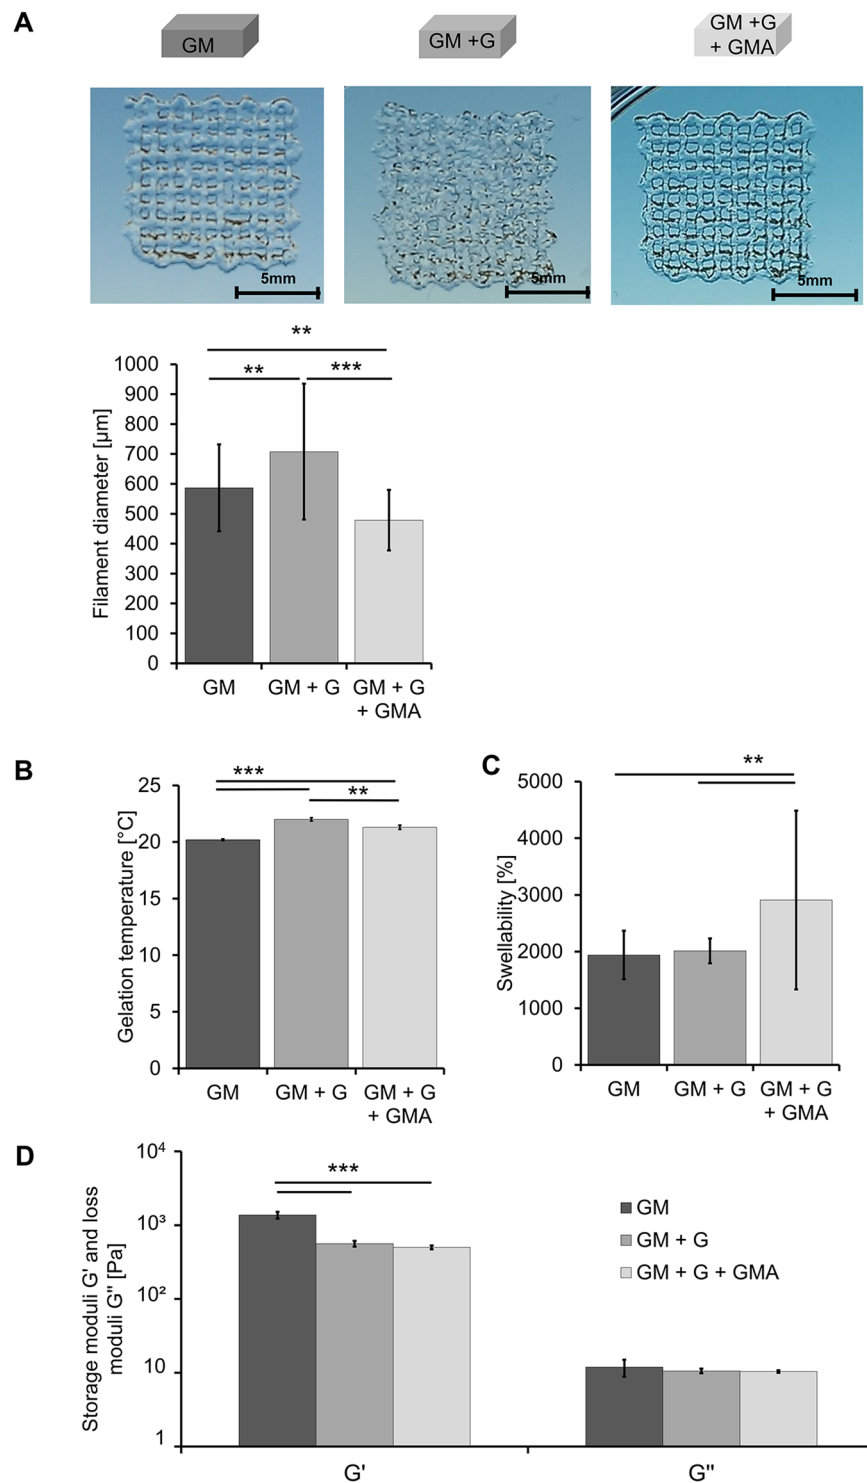 A
GM
GM +G
GM +G
+ GMA
5mm
5mm
5mm
**
**
***
1000
900
800
700
600
500
400
300
200
100
0
Filament diameter [µm]
GM
GM + G
GM + G
+ GMA
B
***
**
25
20
15
10
5
0
Gelation temperature [°C]
GM
GM + G
GM + G
+ GMA
C
**
5000
4000
3000
2000
1000
0
Swellability [%]
GM
GM + G
GM + G
+ GMA
D
***
10⁴
10³
10²
10
1
Storage moduli G' and loss
moduli G" [Pa]
GM
GM + G
GM + G + GMA
G'
G"